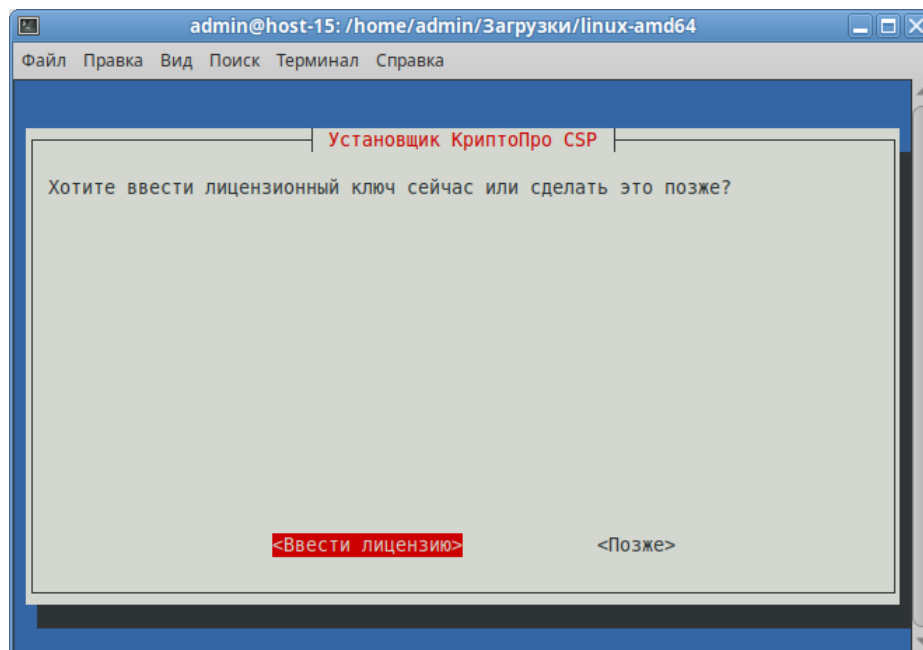 admin@host-15: /home/admin/Загрузки/linux-amd64
Файл Правка Вид Поиск Терминал Справка
Установщик КриптоПро CSP
Хотите ввести лицензионный ключ сейчас или сделать это позже?
<Ввести лицензию> <Позже>